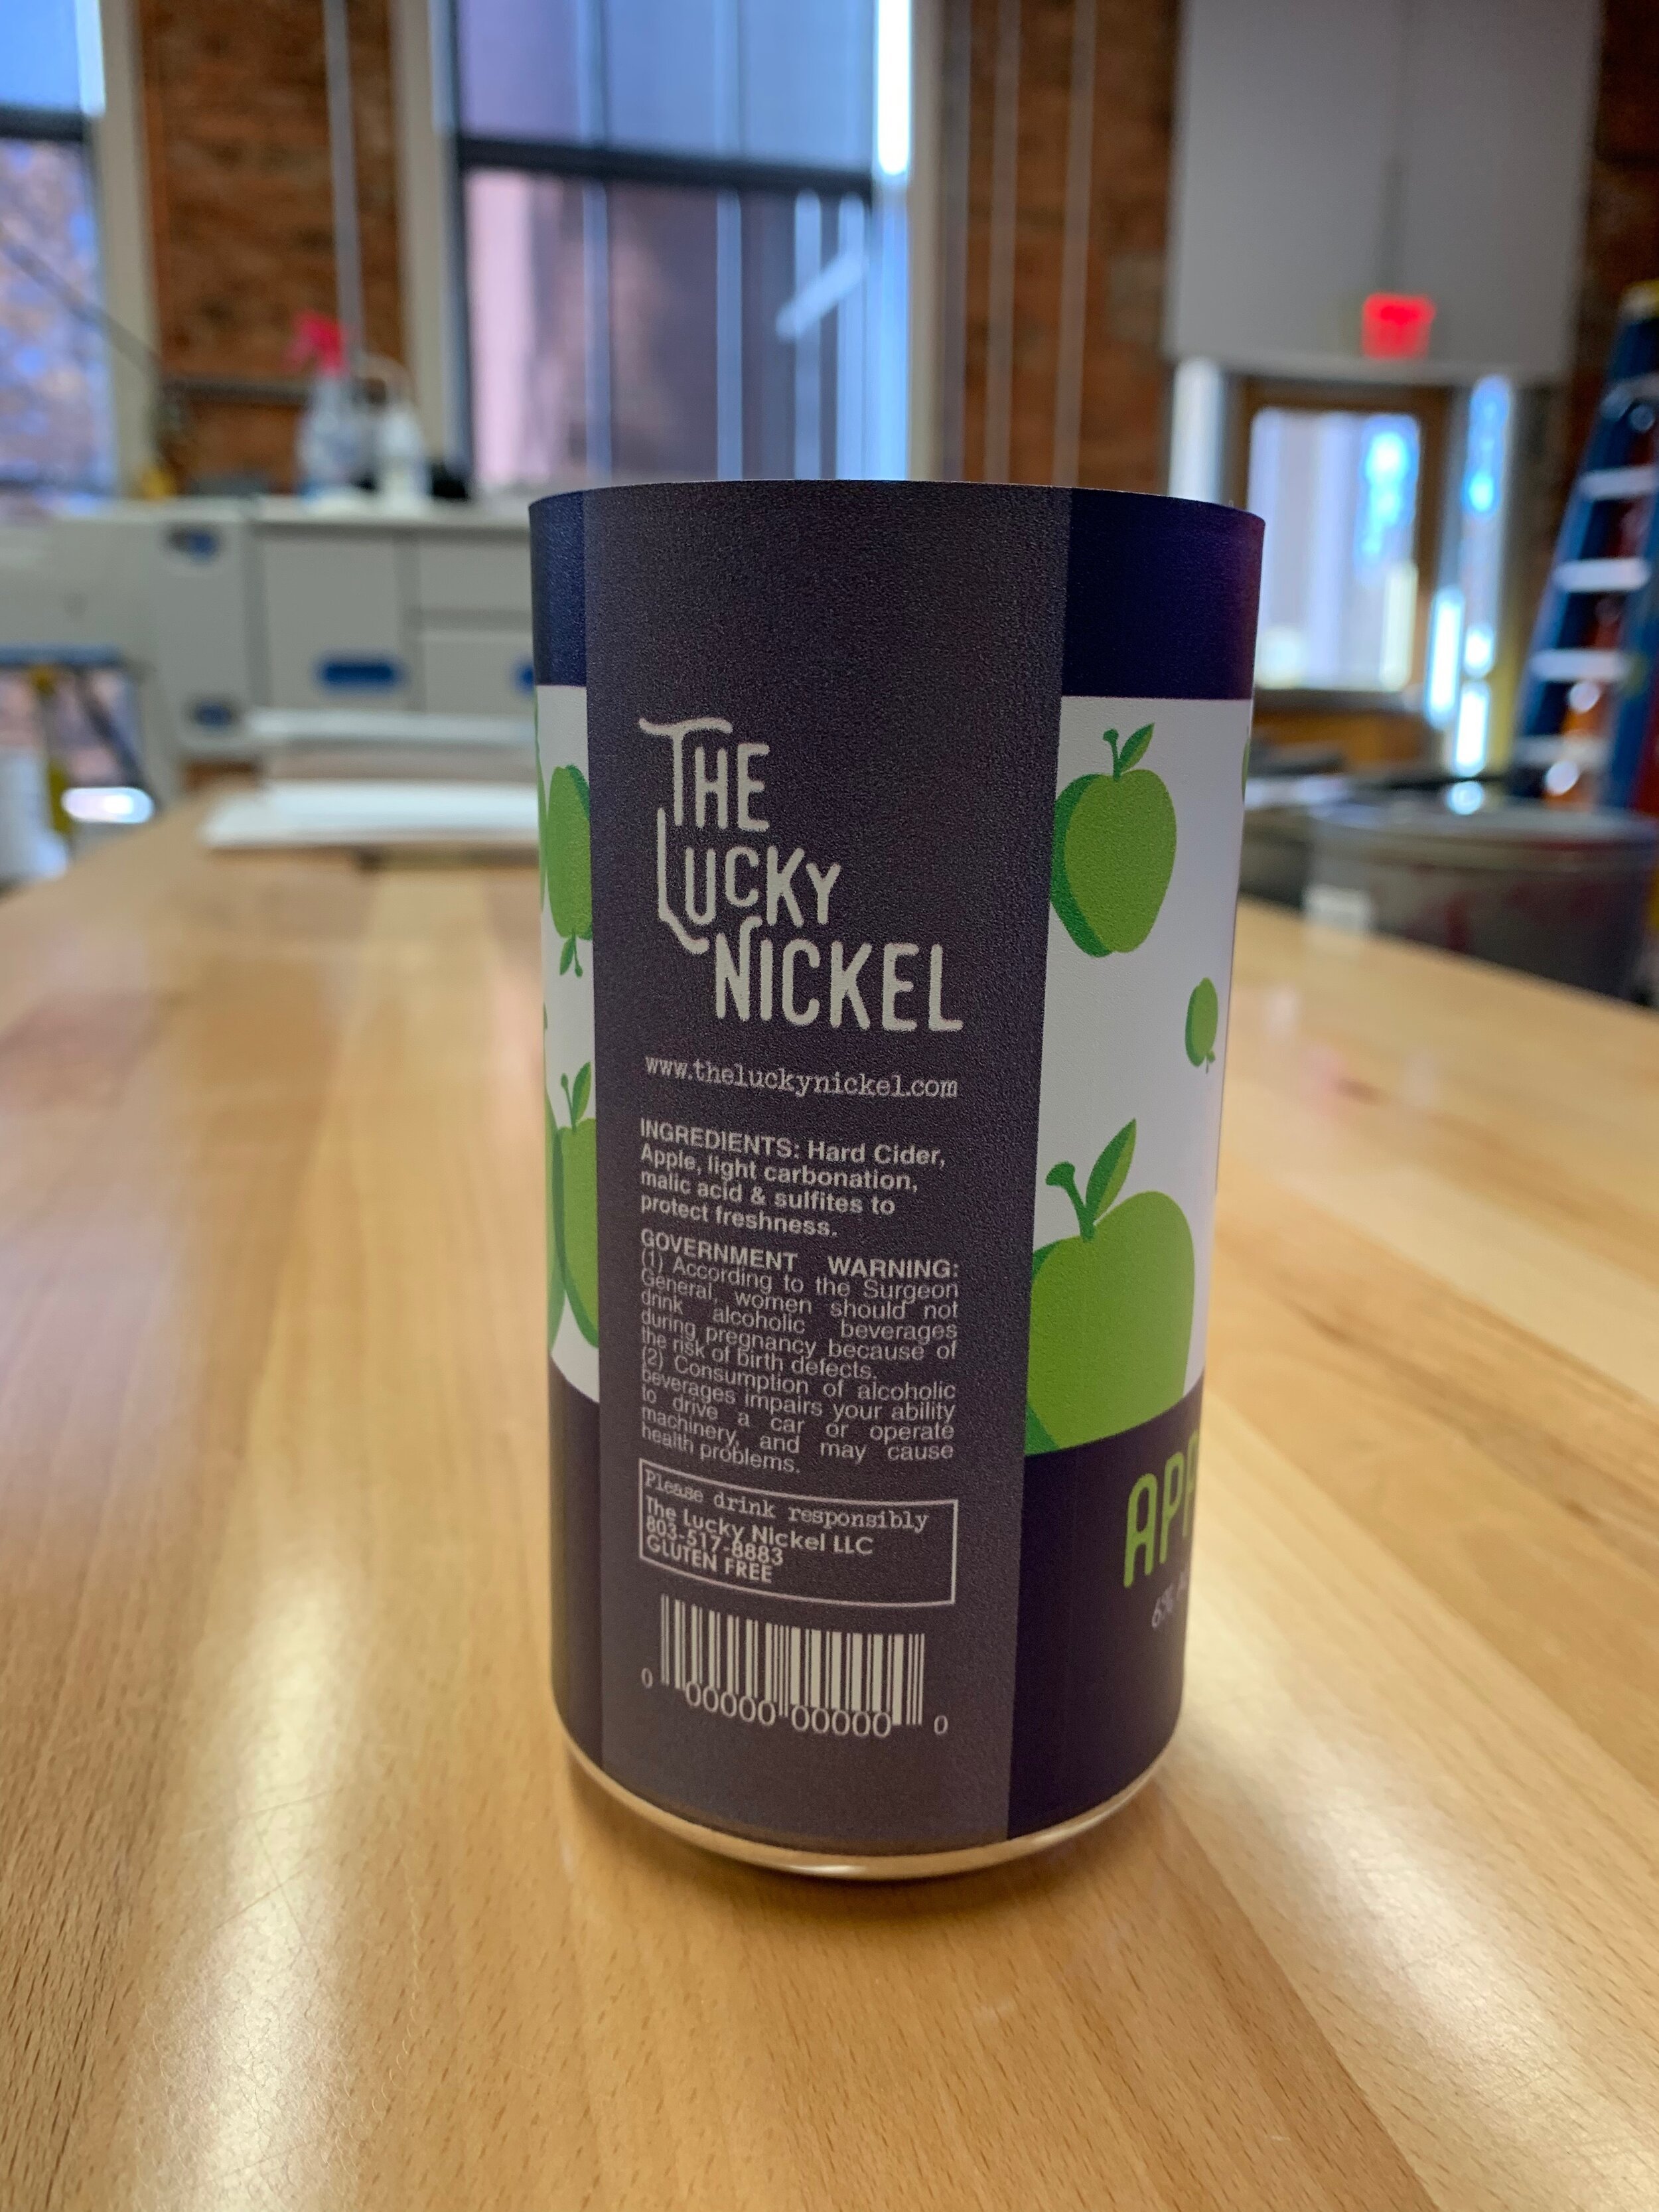 THE
LUCKY
NICKEL
www.theluckynickel.com
INGREDIENTS: Hard Cider,
Apple, light carbonation,
malic acid & sulfites to
protect freshness.
GOVERNMENT WARNING:
(1) According to the Surgeon
General, women should not
drink alcoholic beverages
during pregnancy because of
the risk of birth defects.
(2) Consumption of alcoholic
beverages impairs your ability
to drive a car or operate
machinery, and may cause
health problems.
Please drink responsibly
The Lucky Nickel LLC
803-517-8883
GLUTEN FREE
0 00000 00000 0
APP
6%